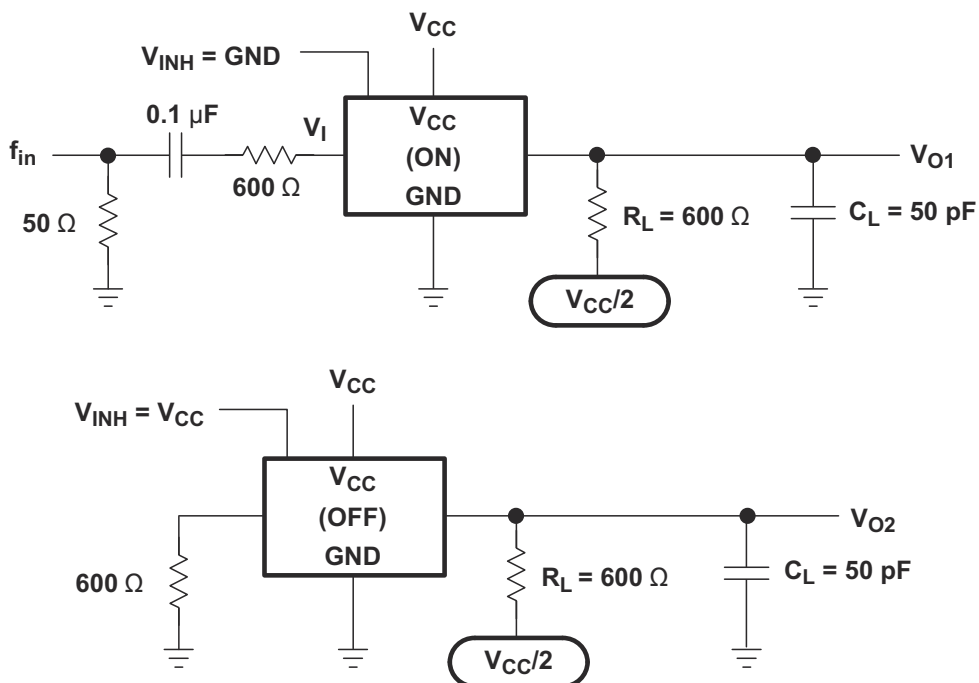 V_CC
V_INH = GND
0.1 µF
V_I
V_CC
(ON)
GND
f_in
600 Ω
50 Ω
R_L = 600 Ω
V_CC/2
V_O1
C_L = 50 pF
V_CC
V_INH = V_CC
V_CC
(OFF)
GND
600 Ω
R_L = 600 Ω
V_CC/2
V_O2
C_L = 50 pF